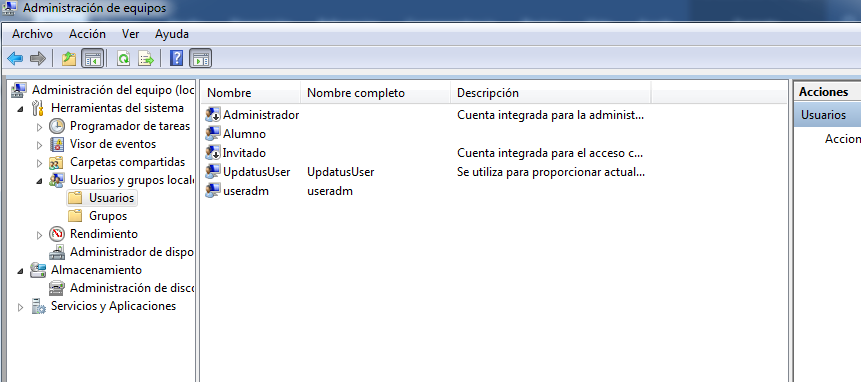 Administración de equipos
Archivo Acción Ver Ayuda
Administración del equipo (loc
Herramientas del sistema
Programador de tareas
Visor de eventos
Carpetas compartidas
Usuarios y grupos locale
Usuarios
Grupos
Rendimiento
Administrador de dispo
Almacenamiento
Administración de disco
Servicios y Aplicaciones
Nombre Nombre completo Descripción
Administrador Cuenta integrada para la administ...
Alumno
Invitado Cuenta integrada para el acceso c...
UpdatusUser UpdatusUser Se utiliza para proporcionar actual...
useradm useradm
Acciones
Usuarios
Accion